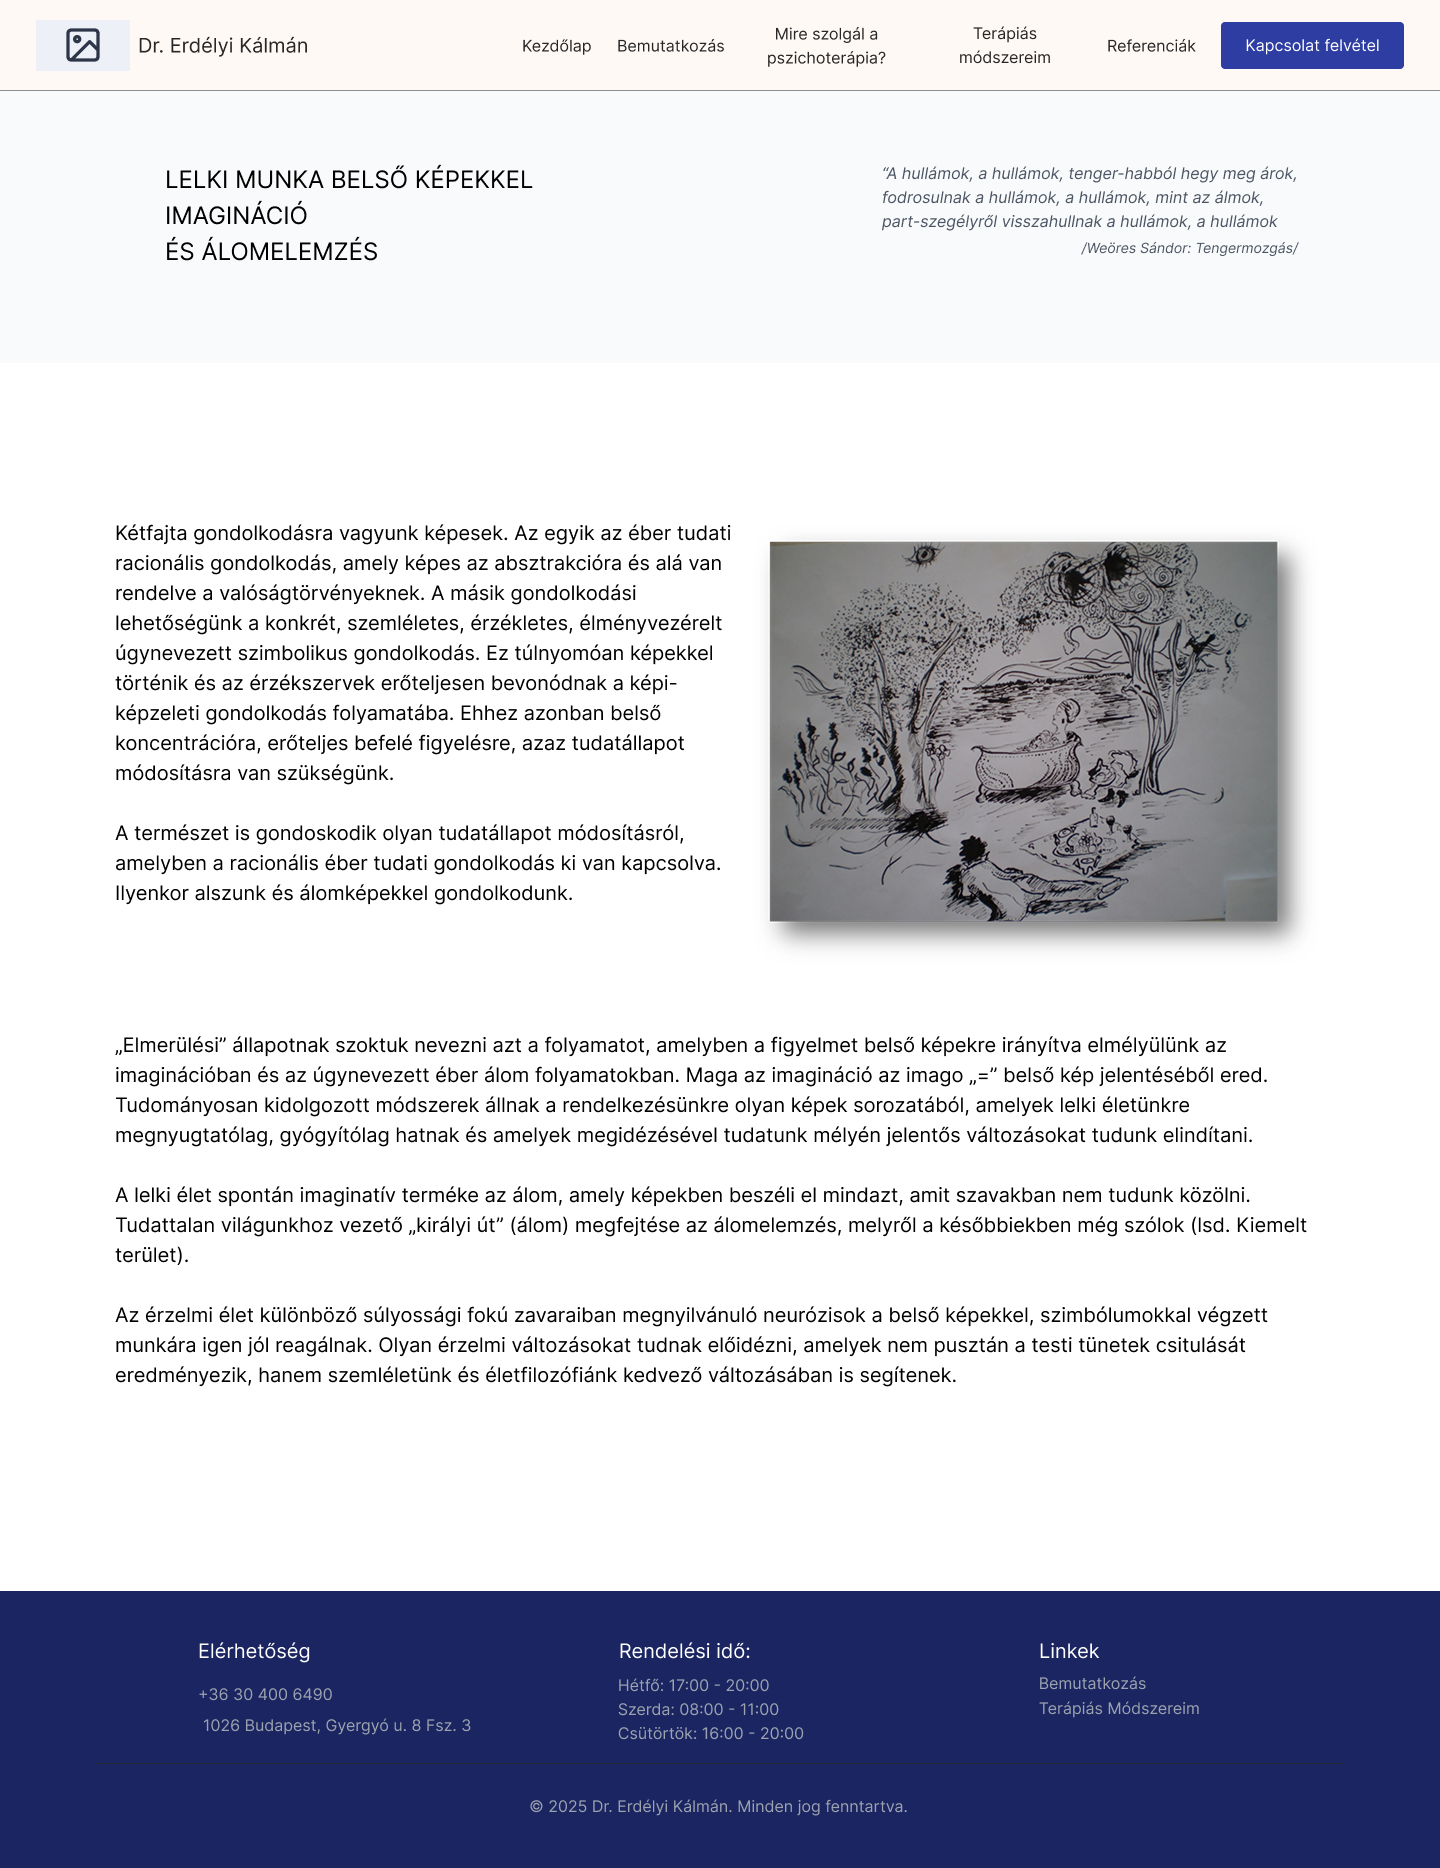 Dr. Erdélyi Kálmán
Kezdőlap
Bemutatkozás
Mire szolgál a
pszichoterápia?
Terápiás
módszereim
Referenciák
Kapcsolat felvétel
LELKI MUNKA BELSŐ KÉPEKKEL
IMAGINÁCIÓ
ÉS ÁLOMELEMZÉS
“A hullámok, a hullámok, tenger-habból hegy meg árok,
fodrosulnak a hullámok, a hullámok, mint az álmok,
part-szegélyről visszahullnak a hullámok, a hullámok
/Weöres Sándor: Tengermozgás/
Kétfajta gondolkodásra vagyunk képesek. Az egyik az éber tudati
racionális gondolkodás, amely képes az absztrakcióra és alá van
rendelve a valóságtörvényeknek. A másik gondolkodási
lehetőségünk a konkrét, szemléletes, érzékletes, élményvezérelt
úgynevezett szimbolikus gondolkodás. Ez túlnyomóan képekkel
történik és az érzékszervek erőteljesen bevonódnak a képi-
képzeleti gondolkodás folyamatába. Ehhez azonban belső
koncentrációra, erőteljes befelé figyelésre, azaz tudatállapot
módosításra van szükségünk.
A természet is gondoskodik olyan tudatállapot módosításról,
amelyben a racionális éber tudati gondolkodás ki van kapcsolva.
Ilyenkor alszunk és álomképekkel gondolkodunk.
„Elmerülési” állapotnak szoktuk nevezni azt a folyamatot, amelyben a figyelmet belső képekre irányítva elmélyülünk az
imaginációban és az úgynevezett éber álom folyamatokban. Maga az imagináció az imago „=” belső kép jelentéséből ered.
Tudományosan kidolgozott módszerek állnak a rendelkezésünkre olyan képek sorozatából, amelyek lelki életünkre
megnyugtatólag, gyógyítólag hatnak és amelyek megidézésével tudatunk mélyén jelentős változásokat tudunk elindítani.
A lelki élet spontán imaginatív terméke az álom, amely képekben beszéli el mindazt, amit szavakban nem tudunk közölni.
Tudattalan világunkhoz vezető „királyi út” (álom) megfejtése az álomelemzés, melyről a későbbiekben még szólok (lsd. Kiemelt
terület).
Az érzelmi élet különböző súlyossági fokú zavaraiban megnyilvánuló neurózisok a belső képekkel, szimbólumokkal végzett
munkára igen jól reagálnak. Olyan érzelmi változásokat tudnak előidézni, amelyek nem pusztán a testi tünetek csitulását
eredményezik, hanem szemléletünk és életfilozófiánk kedvező változásában is segítenek.
Elérhetőség
+36 30 400 6490
1026 Budapest, Gyergyó u. 8 Fsz. 3
Rendelési idő:
Hétfő: 17:00 - 20:00
Szerda: 08:00 - 11:00
Csütörtök: 16:00 - 20:00
Linkek
Bemutatkozás
Terápiás Módszereim
© 2025 Dr. Erdélyi Kálmán. Minden jog fenntartva.